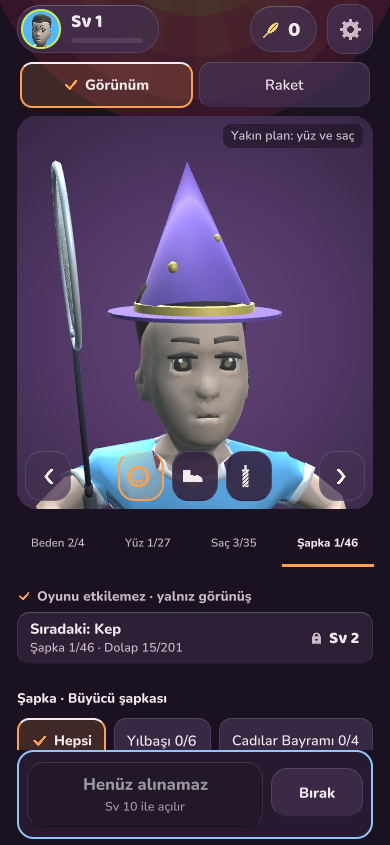 Sv 1
0
Görünüm
Raket
Yakın plan: yüz ve saç
Beden 2/4
Yüz 1/27
Saç 3/35
Şapka 1/46
Oyunu etkilemez · yalnız görünüş
Sıradaki: Kep
Şapka 1/46 · Dolap 15/201
Sv 2
Şapka · Büyücü şapkası
Hepsi
Yılbaşı 0/6
Cadılar Bayramı 0/4
Henüz alınamaz
Sv 10 ile açılır
Bırak